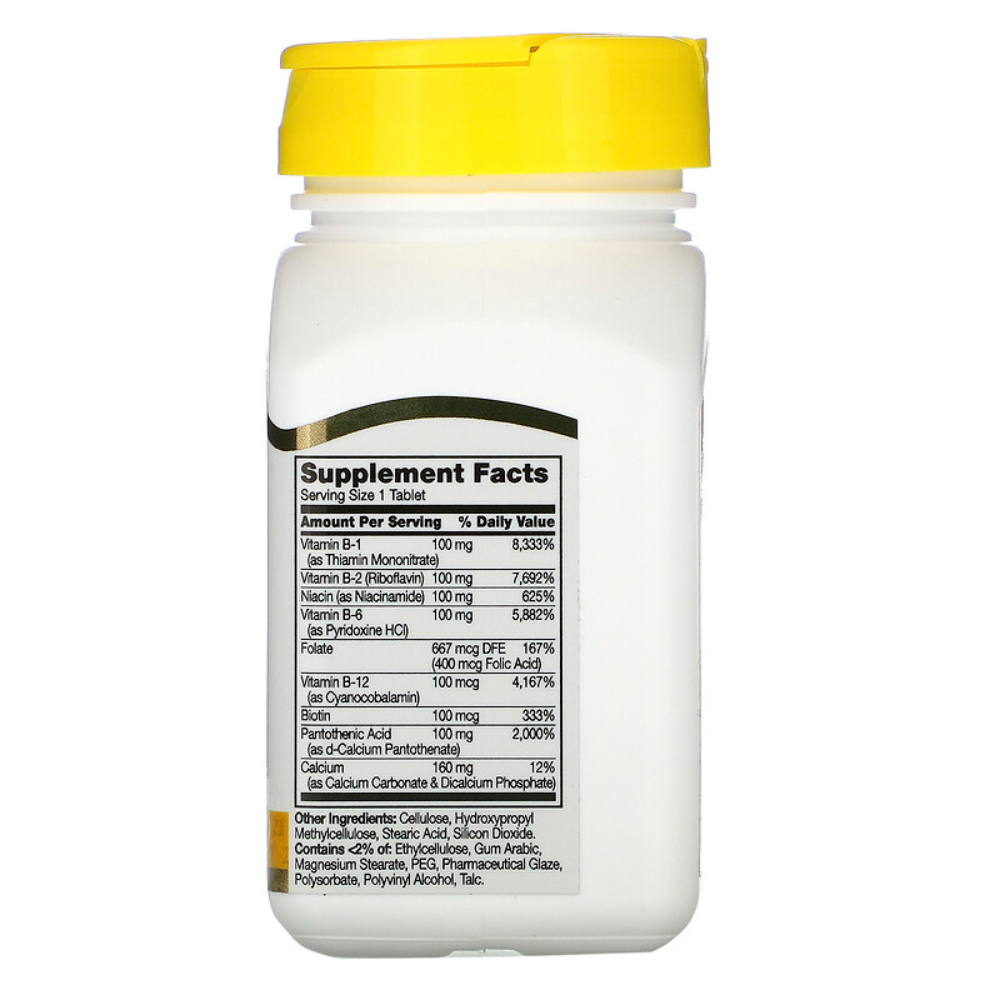 Supplement Facts
Serving Size 1 Tablet
Amount Per Serving % Daily Value
Vitamin B-1 100 mg 8,333%
(as Thiamin Mononitrate)
Vitamin B-2 (Riboflavin) 100 mg 7,692%
Niacin (as Niacinamide) 100 mg 625%
Vitamin B-6 100 mg 5,882%
(as Pyridoxine HCl)
Folate 667 mcg DFE 167%
(400 mcg Folic Acid)
Vitamin B-12 100 mcg 4,167%
(as Cyanocobalamin)
Biotin 100 mcg 333%
Pantothenic Acid 100 mg 2,000%
(as d-Calcium Pantothenate)
Calcium 160 mg 12%
(as Calcium Carbonate & Dicalcium Phosphate)
Other Ingredients: Cellulose, Hydroxypropyl
Methylcellulose, Stearic Acid, Silicon Dioxide.
Contains <2% of: Ethylcellulose, Gum Arabic,
Magnesium Stearate, PEG, Pharmaceutical Glaze,
Polysorbate, Polyvinyl Alcohol, Talc.